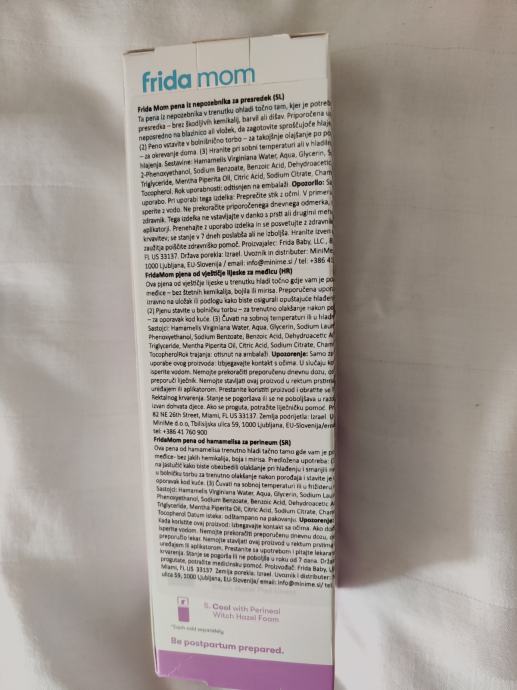 frida mom
Frida Mom pena iz nepozebnika za presredek (SL)
Ta pena iz nepozebnika v trenutku ohladi točno tam, kjer je potreb
presredka – brez škodljivih kemikalij, barvil ali dišav. Priporočena u
neposredno na blazinico ali vložek, da zagotovite sproščujoče hlaje
(2) Peno vstavite v bolnišnično torbo – za takojšnje olajšanje po po
– za okrevanje doma. (3) Hranite pri sobni temperaturi ali v hladiln
hlajenja. Sestavine: Hamamelis Virginiana Water, Aqua, Glycerin, S
2-Phenoxyethanol, Sodium Benzoate, Benzoic Acid, Dehydroacetic
Triglyceride, Mentha Piperita Oil, Citric Acid, Sodium Citrate, Cham
Tocopherol. Rok uporabnosti: odtisnjen na embalaži Opozorilo: Sa
uporabo. Pri uporabi tega izdelka: Preprečite stik z očmi. V primeru
sperite z vodo. Ne prekoračite priporočenega dnevnega odmerka,
zdravnik. Tega izdelka ne vstavljajte v danko s prsti ali drugimi meh
aplikatorji. Prenehajte z uporabo izdelka in se posvetujte z zdravnik
krvavitev; se stanje v 7 dneh poslabša ali ne izboljša. Hranite izven
zaužitja poiščite zdravniško pomoč. Proizvajalec: Frida Baby, LLC., 8
FL US 33137. Država porekla: Izrael. Uvoznik in distributer: MiniMe
1000 Ljubljana, EU-Slovenija / email: info@minime.si / tel: +386 41
FridaMom pjena od vještičje lijeske za međicu (HR)
Ova pjena od vještičje lijeske u trenutku hladi točno gdje vam je po
međice – bez štetnih kemikalija, bojila ili mirisa. Preporučena upor
izravno na uložak ili podlogu kako biste osigurali opuštajuće hlađen
(2) Pjenu stavite u bolničku torbu – za trenutno olakšanje nakon po
– za oporavak kod kuće. (3) Čuvati na sobnoj temperaturi ili u hladn
Sastojci: Hamamelis Virginiana Water, Aqua, Glycerin, Sodium Laur
Phenoxyethanol, Sodium Benzoate, Benzoic Acid, Dehydroacetic A
Triglyceride, Mentha Piperita Oil, Citric Acid, Sodium Citrate, Cham
TocopherolRok trajanja: otisnut na ambalaži. Upozorenje: Samo za
uporabe ovog proizvoda: Izbjegavajte kontakt s očima. U slučaju ko
isperite vodom. Nemojte prekoračiti preporučenu dnevnu dozu, o
preporuči liječnik. Nemojte stavljati ovaj proizvod u rektum prstima
uređajem ili aplikatorom. Prestanite koristiti proizvod i obratite se l
Rektalnog krvarenja. Stanje se pogoršava ili se ne poboljšava u razd
izvan dohvata djece. Ako se proguta, potražite liječničku pomoć. Pr
82 NE 26th Street, Miami, FL US 33137. Zemlja podrijetla: Izrael. U
MiniMe d.o.o, Tbilisijska ulica 59, 1000 Ljubljana, EU-Slovenija/ema
tel: +386 41 760 900
FridaMom pena od hamamelisa za perineum (SR)
Ova pena od hamamelisa trenutno hladi tačno tamo gde vam je pr
međice- bez jakih hemikalija, boja i mirisa. Predložena upotreba: (
na jastučić kako biste obezbedili olakšanje pri hlađenju i smanjili n
u bolničku torbu za trenutno olakšanje nakon porođaja i stavite je
oporavak kod kuće. (3) Čuvati na sobnoj temperaturi ili u frižideru
Sastojci: Hamamelis Virginiana Water, Aqua, Glycerin, Sodium Laur
Phenoxyethanol, Sodium Benzoate, Benzoic Acid, Dehydroacetic A
Triglyceride, Mentha Piperita Oil, Citric Acid, Sodium Citrate, Cham
Tocopherol Datum isteka: odštampano na pakovanju. Upozorenje:
Kada koristite ovaj proizvod: Izbegavajte kontakt sa očima. Ako dođ
isperite vodom. Nemojte prekoračiti preporučenu dnevnu dozu, o
preporučio lekar. Nemojte stavljati ovaj proizvod u rektum prstima
uređajem ili aplikatorom. Prestanite sa upotrebom i pitajte lekara
krvarenja. Stanje se pogorša ili ne poboljša u roku od 7 dana. Držat
progutate, potražite medicinsku pomoć. Proizvođač: Frida Baby, L
Miami, FL US 33137. Zemlja porekla: Izrael. Uvoznik i distributer: M
ulica 59, 1000 Ljubljana, EU-Slovenija/ emai: info@minime.si/ tel
5. Cool with Perineal
Witch Hazel Foam
*Each sold separately.
Be postpartum prepared.